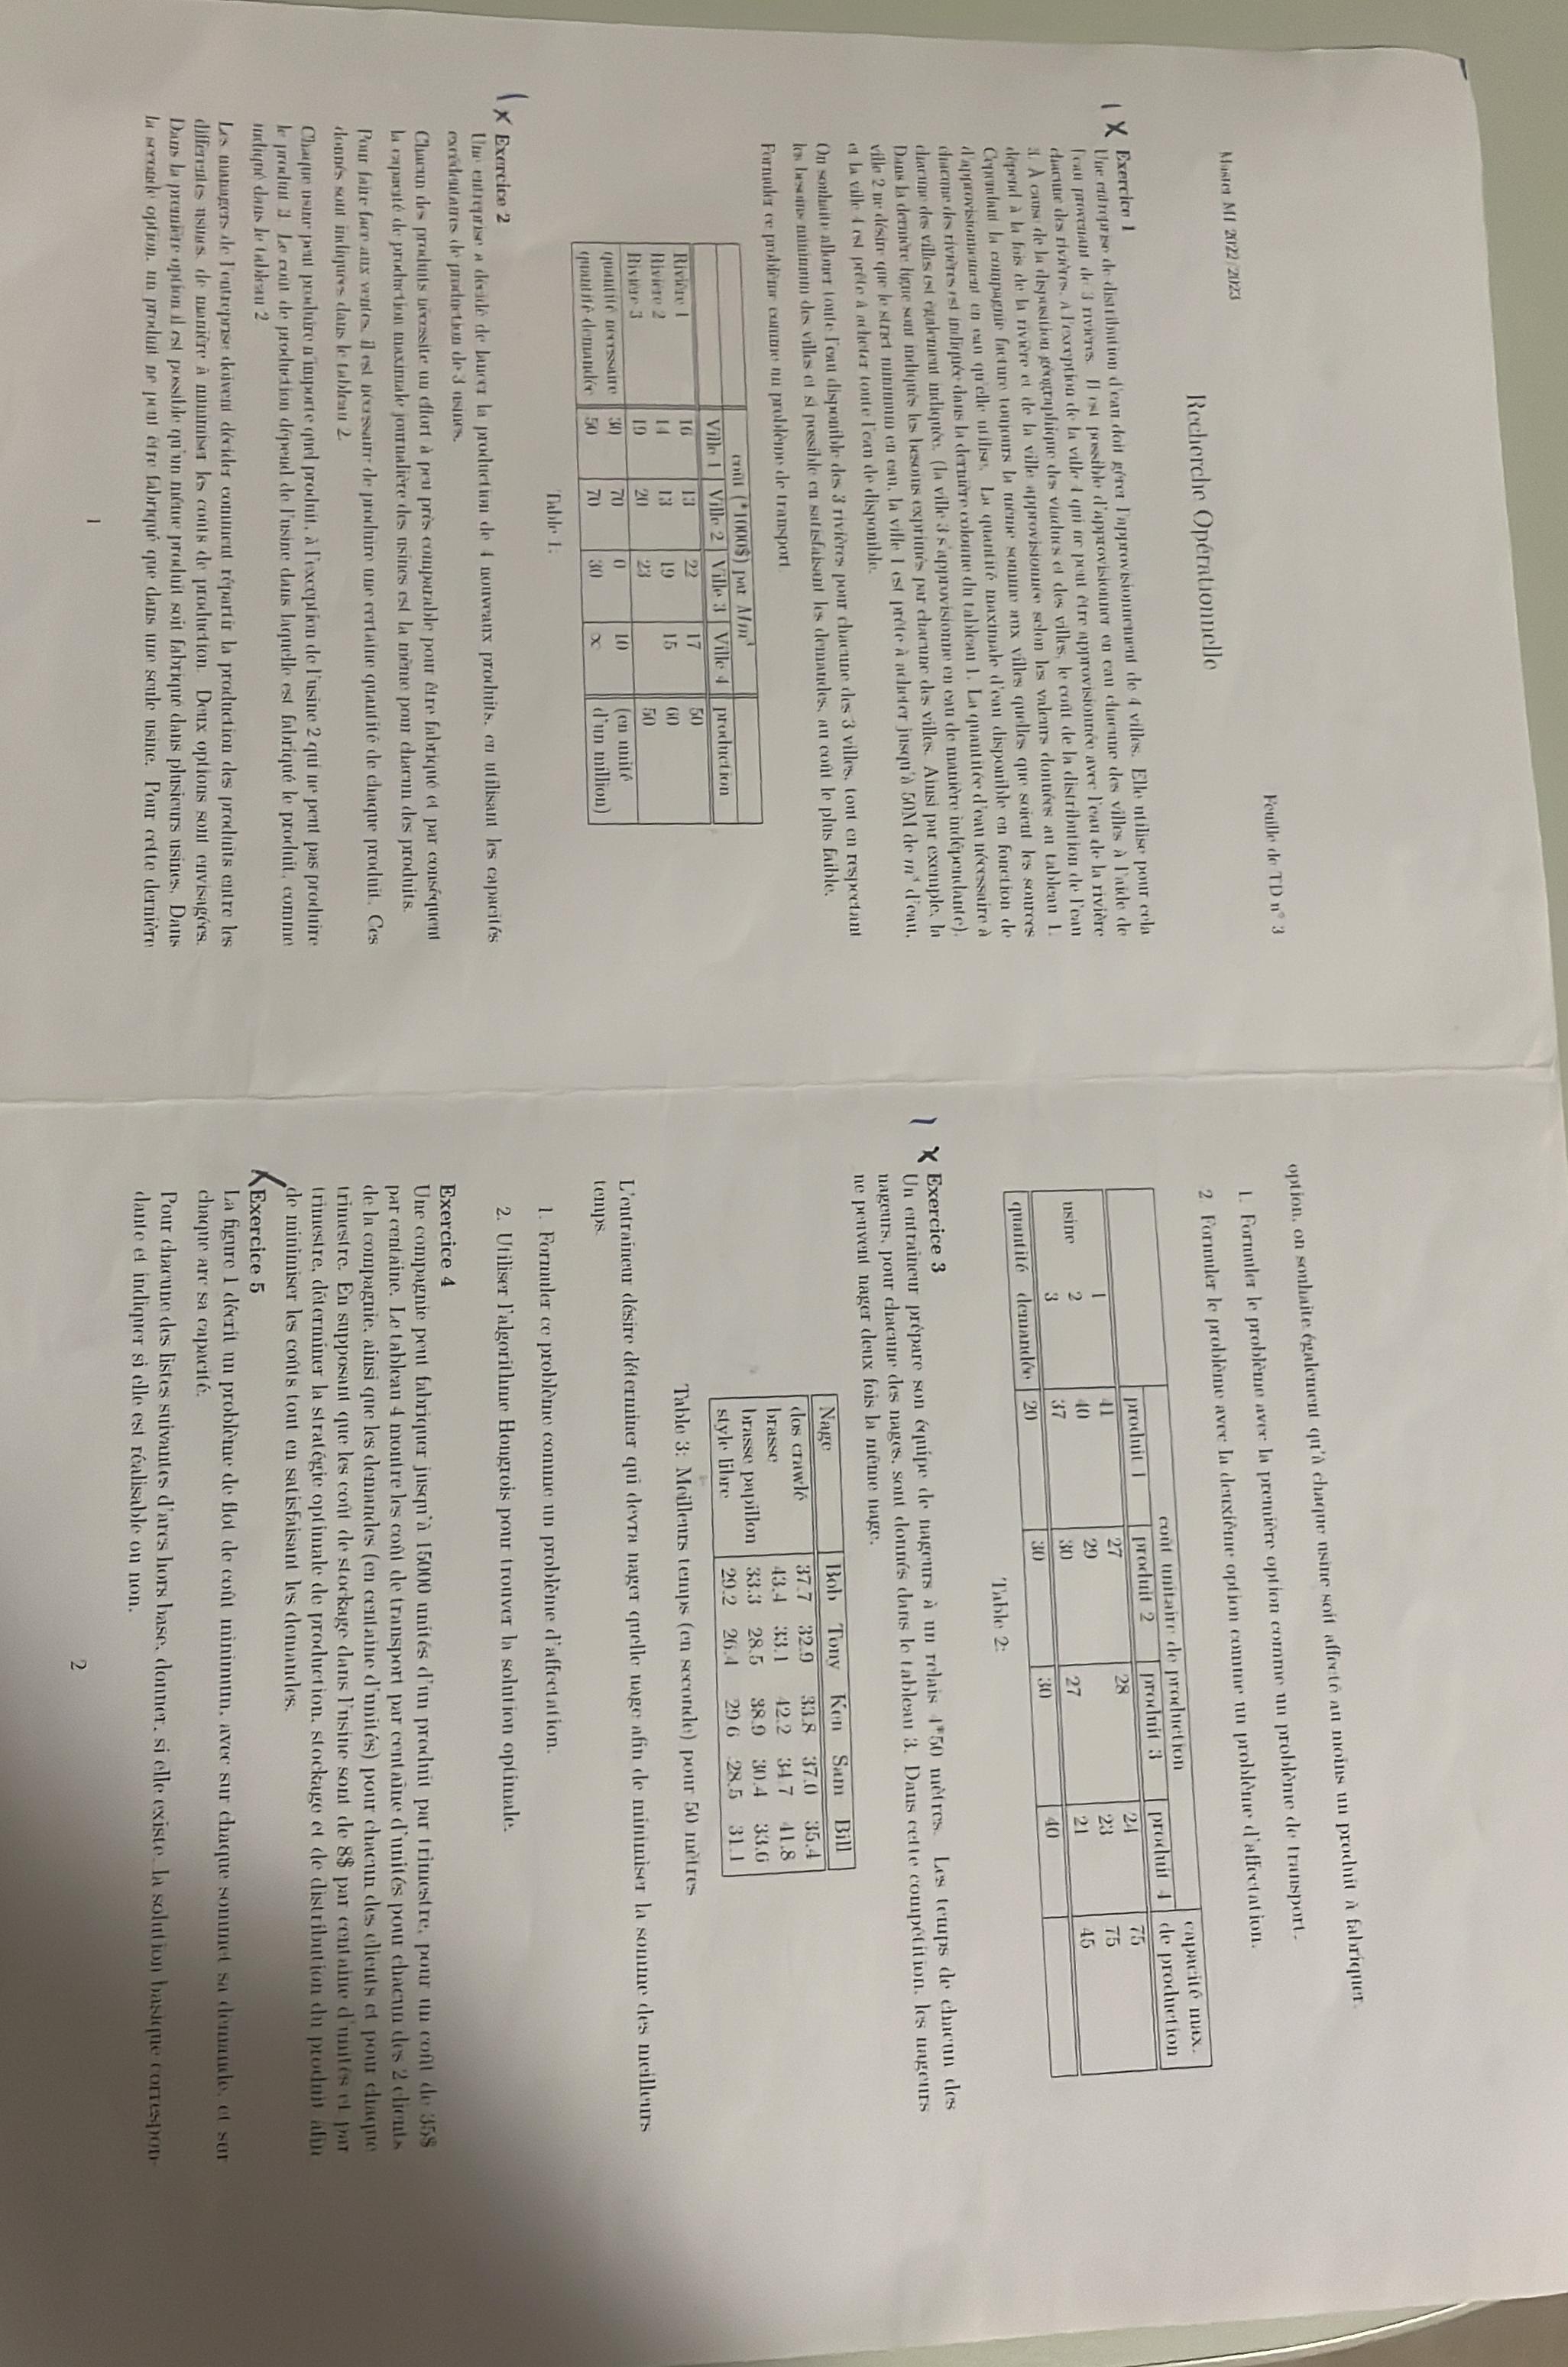 Master M1 2022/2023
Feuille de TD n° 3
Recherche Opérationnelle
1 X Exercice 1
Une entreprise de distribution d'eau doit gérer l'approvisionnement de 4 villes. Elle utilise pour cela
l'eau provenant de 3 rivières. Il est possible d'approvisionner en eau chacune des villes à l'aide de
chacune des rivières, à l'exception de la ville 4 qui ne peut être approvisionnée avec l'eau de la rivière
3. À cause de la disposition géographique des viaducs et des villes, le coût de la distribution de l'eau
dépend à la fois de la rivière et de la ville approvisionnée selon les valeurs données au tableau 1.
Cependant la compagnie facture toujours la même somme aux villes quelles que soient les sources
d'approvisionnement en eau qu'elle utilise. La quantité maximale d'eau disponible en fonction de
chacune des rivières est indiquée dans la dernière colonne du tableau 1. La quantitée d'eau nécessaire à
chacune des villes est également indiquée. (la ville 3 s'approvisionne en eau de manière indépendante).
Dans la dernière ligne sont indiqués les besoins exprimés par chacune des villes. Ainsi par exemple, la
ville 2 ne désire que le strict minimum en eau, la ville 1 est prête à acheter jusqu'à 50M de m³ d'eau,
et la ville 4 est prête à acheter toute l'eau de disponible.
On souhaite allouer toute l'eau disponible des 3 rivières pour chacune des 3 villes, tout en respectant
les besoins minimum des villes et si possible en satisfaisant les demandes, au coût le plus faible.
Formuler ce problème comme un problème de transport.
coût (*1000$) par Mm³
Ville 1 Ville 2 Ville 3 Ville 4 production
Rivière 1 16 13 22 17 50
Rivière 2 14 13 19 15 60
Rivière 3 19 20 23 50
quantité nécessaire 30 70 0 10 (en unité
quantité demandée 50 70 30 ∞ d'un million)
Table 1:
1 x Exercice 2
Une entreprise a décidé de lancer la production de 4 nouveaux produits, en utilisant les capacités
excédentaires de production de 3 usines.
Chacun des produits nécessite un effort à peu près comparable pour être fabriqué et par conséquent
la capacité de production maximale journalière des usines est la même pour chacun des produits.
Pour faire face aux ventes, il est nécessaire de produire une certaine quantité de chaque produit. Ces
donnés sont indiquées dans le tableau 2.
Chaque usine peut produire n'importe quel produit, à l'exception de l'usine 2 qui ne peut pas produire
le produit 3. Le coût de production dépend de l'usine dans laquelle est fabriqué le produit, comme
indiqué dans le tableau 2
Les managers de l'entreprise doivent décider comment répartir la production des produits entre les
differentes usines, de manière à minimiser les coûts de production. Deux options sont envisagées.
Dans la première option il est possible qu'un même produit soit fabriqué dans plusieurs usines. Dans
la seconde option, un produit ne peut être fabriqué que dans une seule usine. Pour cette dernière
1
option, on souhaite également qu'à chaque usine soit affecté au moins un produit à fabriquer.
1. Formuler le problème avec la première option comme un problème de transport.
2. Formuler le problème avec la deuxième option comme un problème d'affectation.
coût unitaire de production capacité max.
produit 1 produit 2 produit 3 produit 4 de production
1 41 27 28 24 75
usine 2 40 29 23 75
3 37 30 27 21 45
quantité demandée 20 30 30 40
Table 2:
1 x Exercice 3
Un entraîneur prépare son équipe de nageurs à un relais 4*50 mètres. Les temps de chacun des
nageurs, pour chacune des nages, sont donnés dans le tableau 3. Dans cette compétition, les nageurs
ne peuvent nager deux fois la même nage.
Nage Bob Tony Ken Sam Bill
dos crawlé 37.7 32.9 33.8 37.0 35.4
brasse 43.4 33.1 42.2 34.7 41.8
brasse papillon 33.3 28.5 38.9 30.4 33.6
style libre 29.2 26.4 29.6 28.5 31.1
Table 3: Meilleurs temps (en seconde) pour 50 mètres
L'entraineur désire déterminer qui devra nager quelle nage afin de minimiser la somme des meilleurs
temps.
1. Formuler ce problème comme un problème d'affectation.
2. Utiliser l'algorithme Hongrois pour trouver la solution optimale.
Exercice 4
Une compagnie peut fabriquer jusqu'à 15000 unités d'un produit par trimestre, pour un coût de 35$
par centaine. Le tableau 4 montre les coût de transport par centaine d'unités pour chacun des 2 clients
de la compagnie, ainsi que les demandes (en centaine d'unités) pour chacun des clients et pour chaque
trimestre. En supposant que les coût de stockage dans l'usine sont de 8$ par centaine d'unités et par
trimestre, déterminer la stratégie optimale de production, stockage et de distribution du produit afin
de minimiser les coûts tout en satisfaisant les demandes.
Exercice 5
La figure 1 décrit un problème de flot de coût minimum, avec sur chaque sommet sa demande, et sur
chaque arc sa capacité.
Pour chacune des listes suivantes d'arcs hors base, donner, si elle existe, la solution basique correspon-
dante et indiquer si elle est réalisable ou non.
2